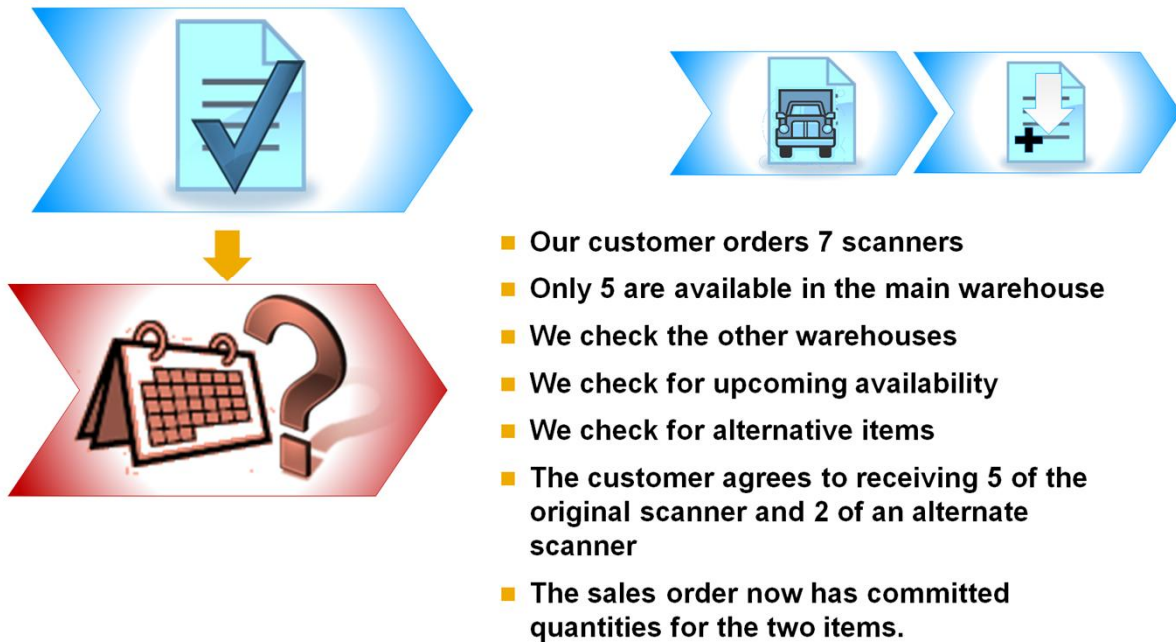 Our customer orders 7 scanners
Only 5 are available in the main warehouse
We check the other warehouses
We check for upcoming availability
We check for alternative items
The customer agrees to receiving 5 of the
original scanner and 2 of an alternate
scanner
The sales order now has committed
quantities for the two items.